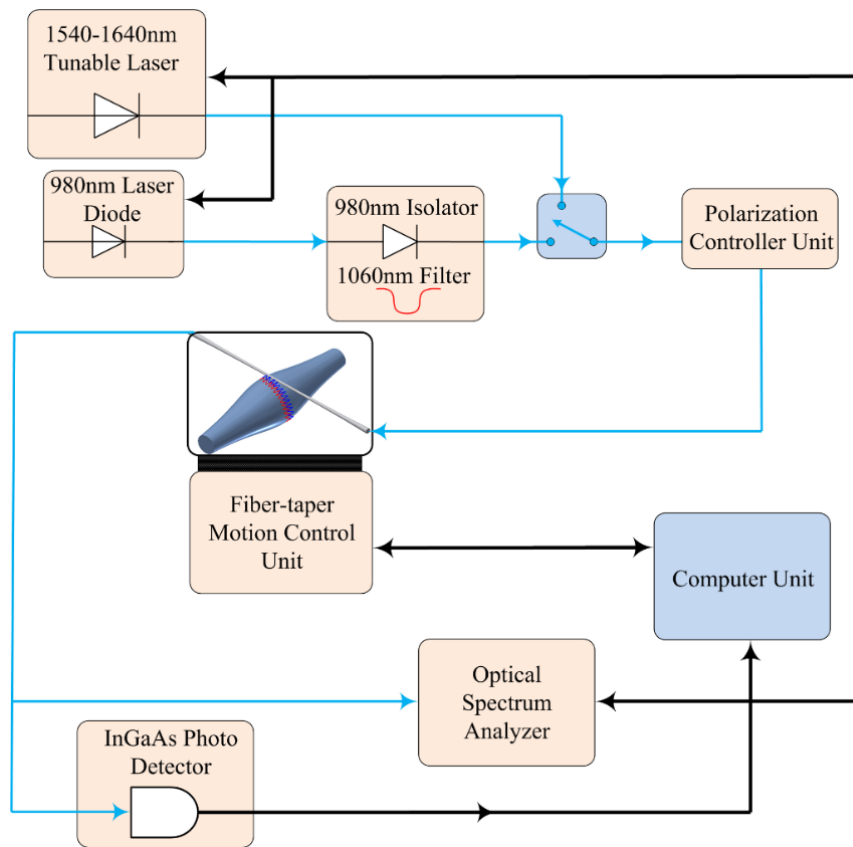 1540-1640nm
Tunable Laser
980nm Laser
Diode
980nm Isolator
1060nm Filter
Polarization
Controller Unit
Fiber-taper
Motion Control
Unit
Computer Unit
Optical
Spectrum
Analyzer
InGaAs Photo
Detector